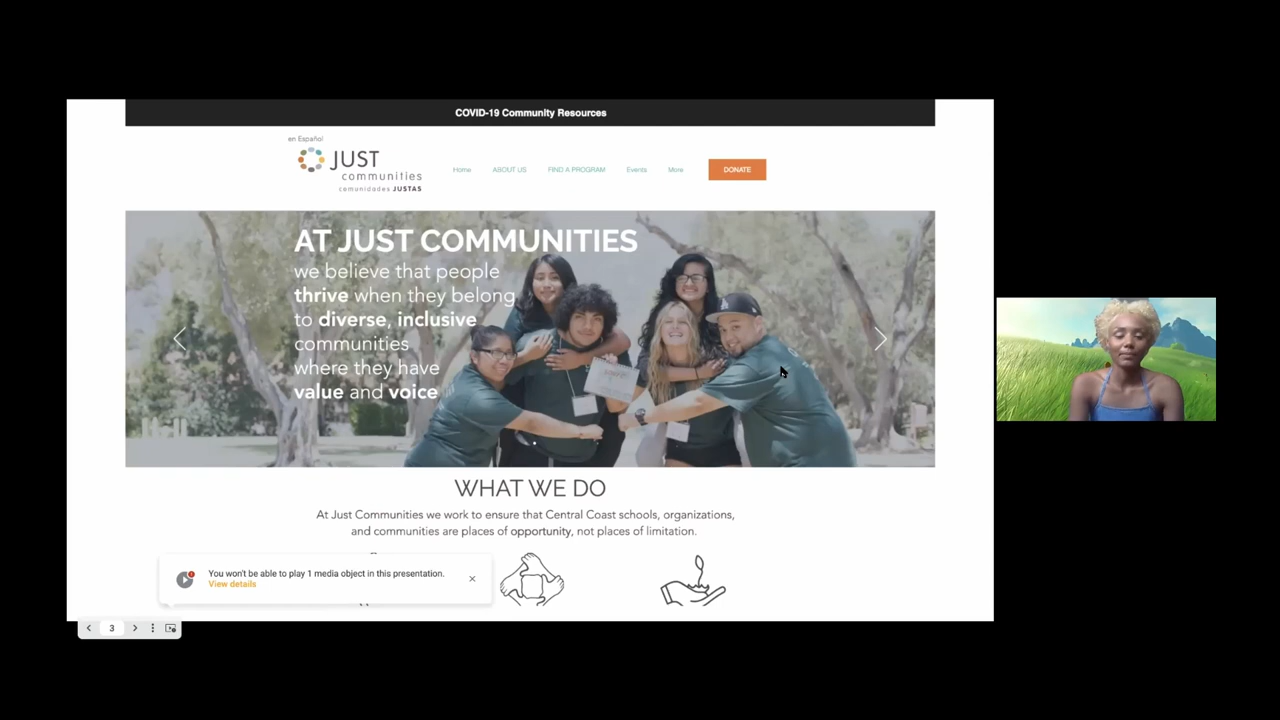 COVID-19 Community Resources
en Español
JUST
communities
comunidades JUSTAS
Home ABOUT US FIND A PROGRAM Events More DONATE
AT JUST COMMUNITIES
we believe that people
thrive when they belong
to diverse, inclusive
communities
where they have
value and voice
WHAT WE DO
At Just Communities we work to ensure that Central Coast schools, organizations,
and communities are places of opportunity, not places of limitation.
You won't be able to play 1 media object in this presentation.
View details
3